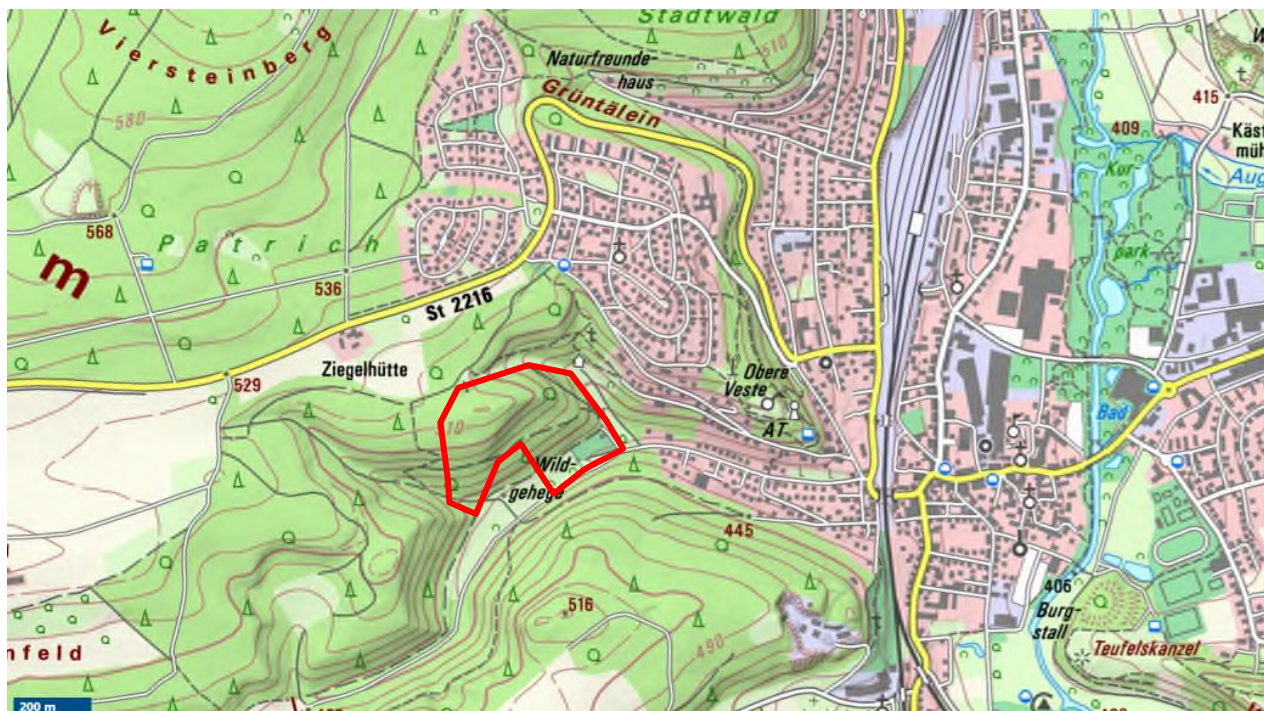 Viersteinberg
Stadtwald
510
Naturfreunde-
haus
Grüntälein
580
415
409
Kur
park
568
Patrich
m
536
St 2216
Ziegelhütte
529
Obere
Veste
AT
Bad
10
Wild-
gehege
445
516
490
406
Burg-
stall
Teufelskanzel
nfeld
200 m